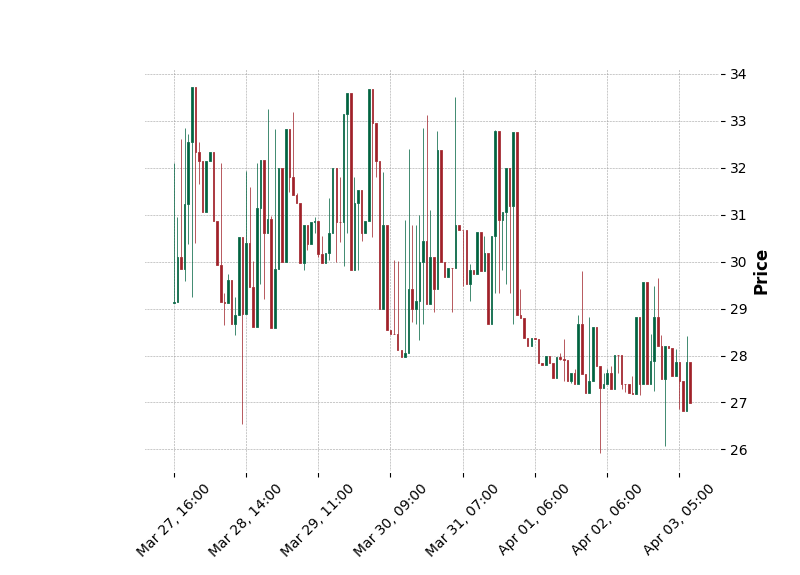 34
33
32
31
30
29
28
27
26
Price
Mar 27, 16:00
Mar 28, 14:00
Mar 29, 11:00
Mar 30, 09:00
Mar 31, 07:00
Apr 01, 06:00
Apr 02, 06:00
Apr 03, 05:00